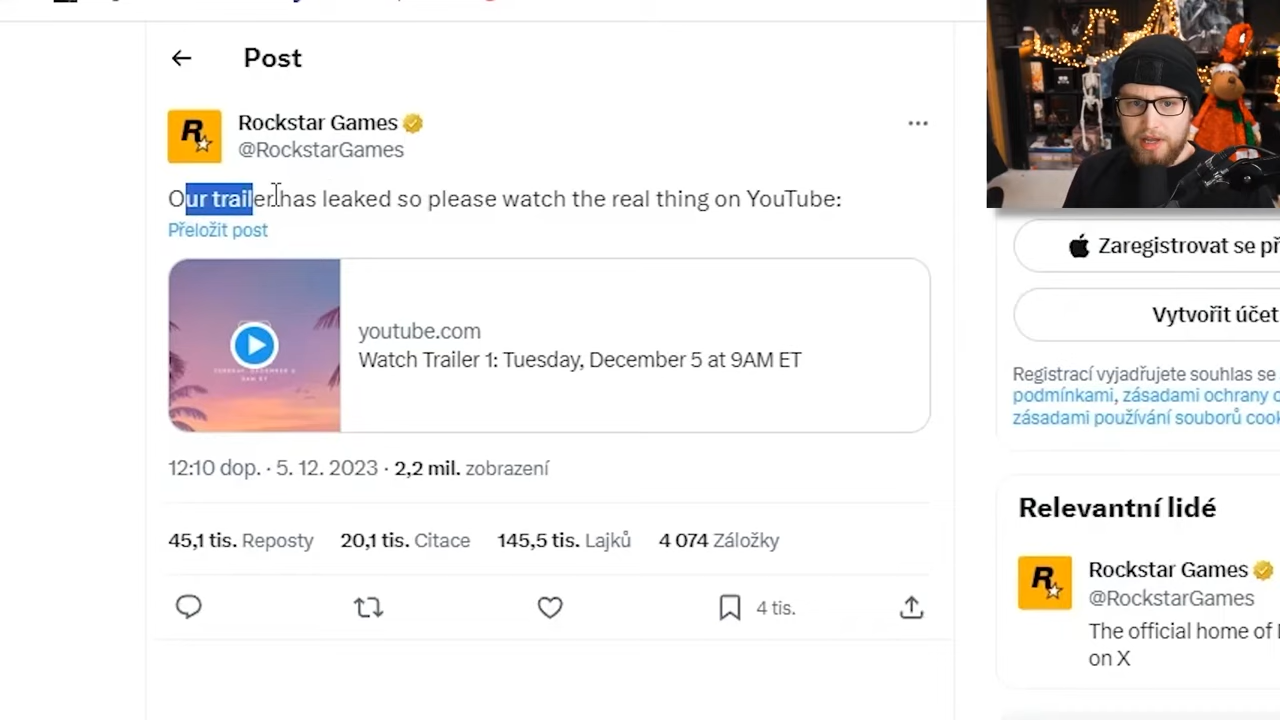 Post
Rockstar Games
@RockstarGames
Our trailer has leaked so please watch the real thing on YouTube:
Přeložit post
youtube.com
Watch Trailer 1: Tuesday, December 5 at 9AM ET
12:10 dop. · 5. 12. 2023 · 2,2 mil. zobrazení
45,1 tis. Reposty 20,1 tis. Citace 145,5 tis. Lajků 4 074 Záložky
4 tis.
Zaregistrovat se
Vytvořit účet
Registrací vyjadřujete souhlas se
podmínkami, zásadami ochrany
zásadami používání souborů
Relevantní lidé
Rockstar Games
@RockstarGames
The official home of
on X